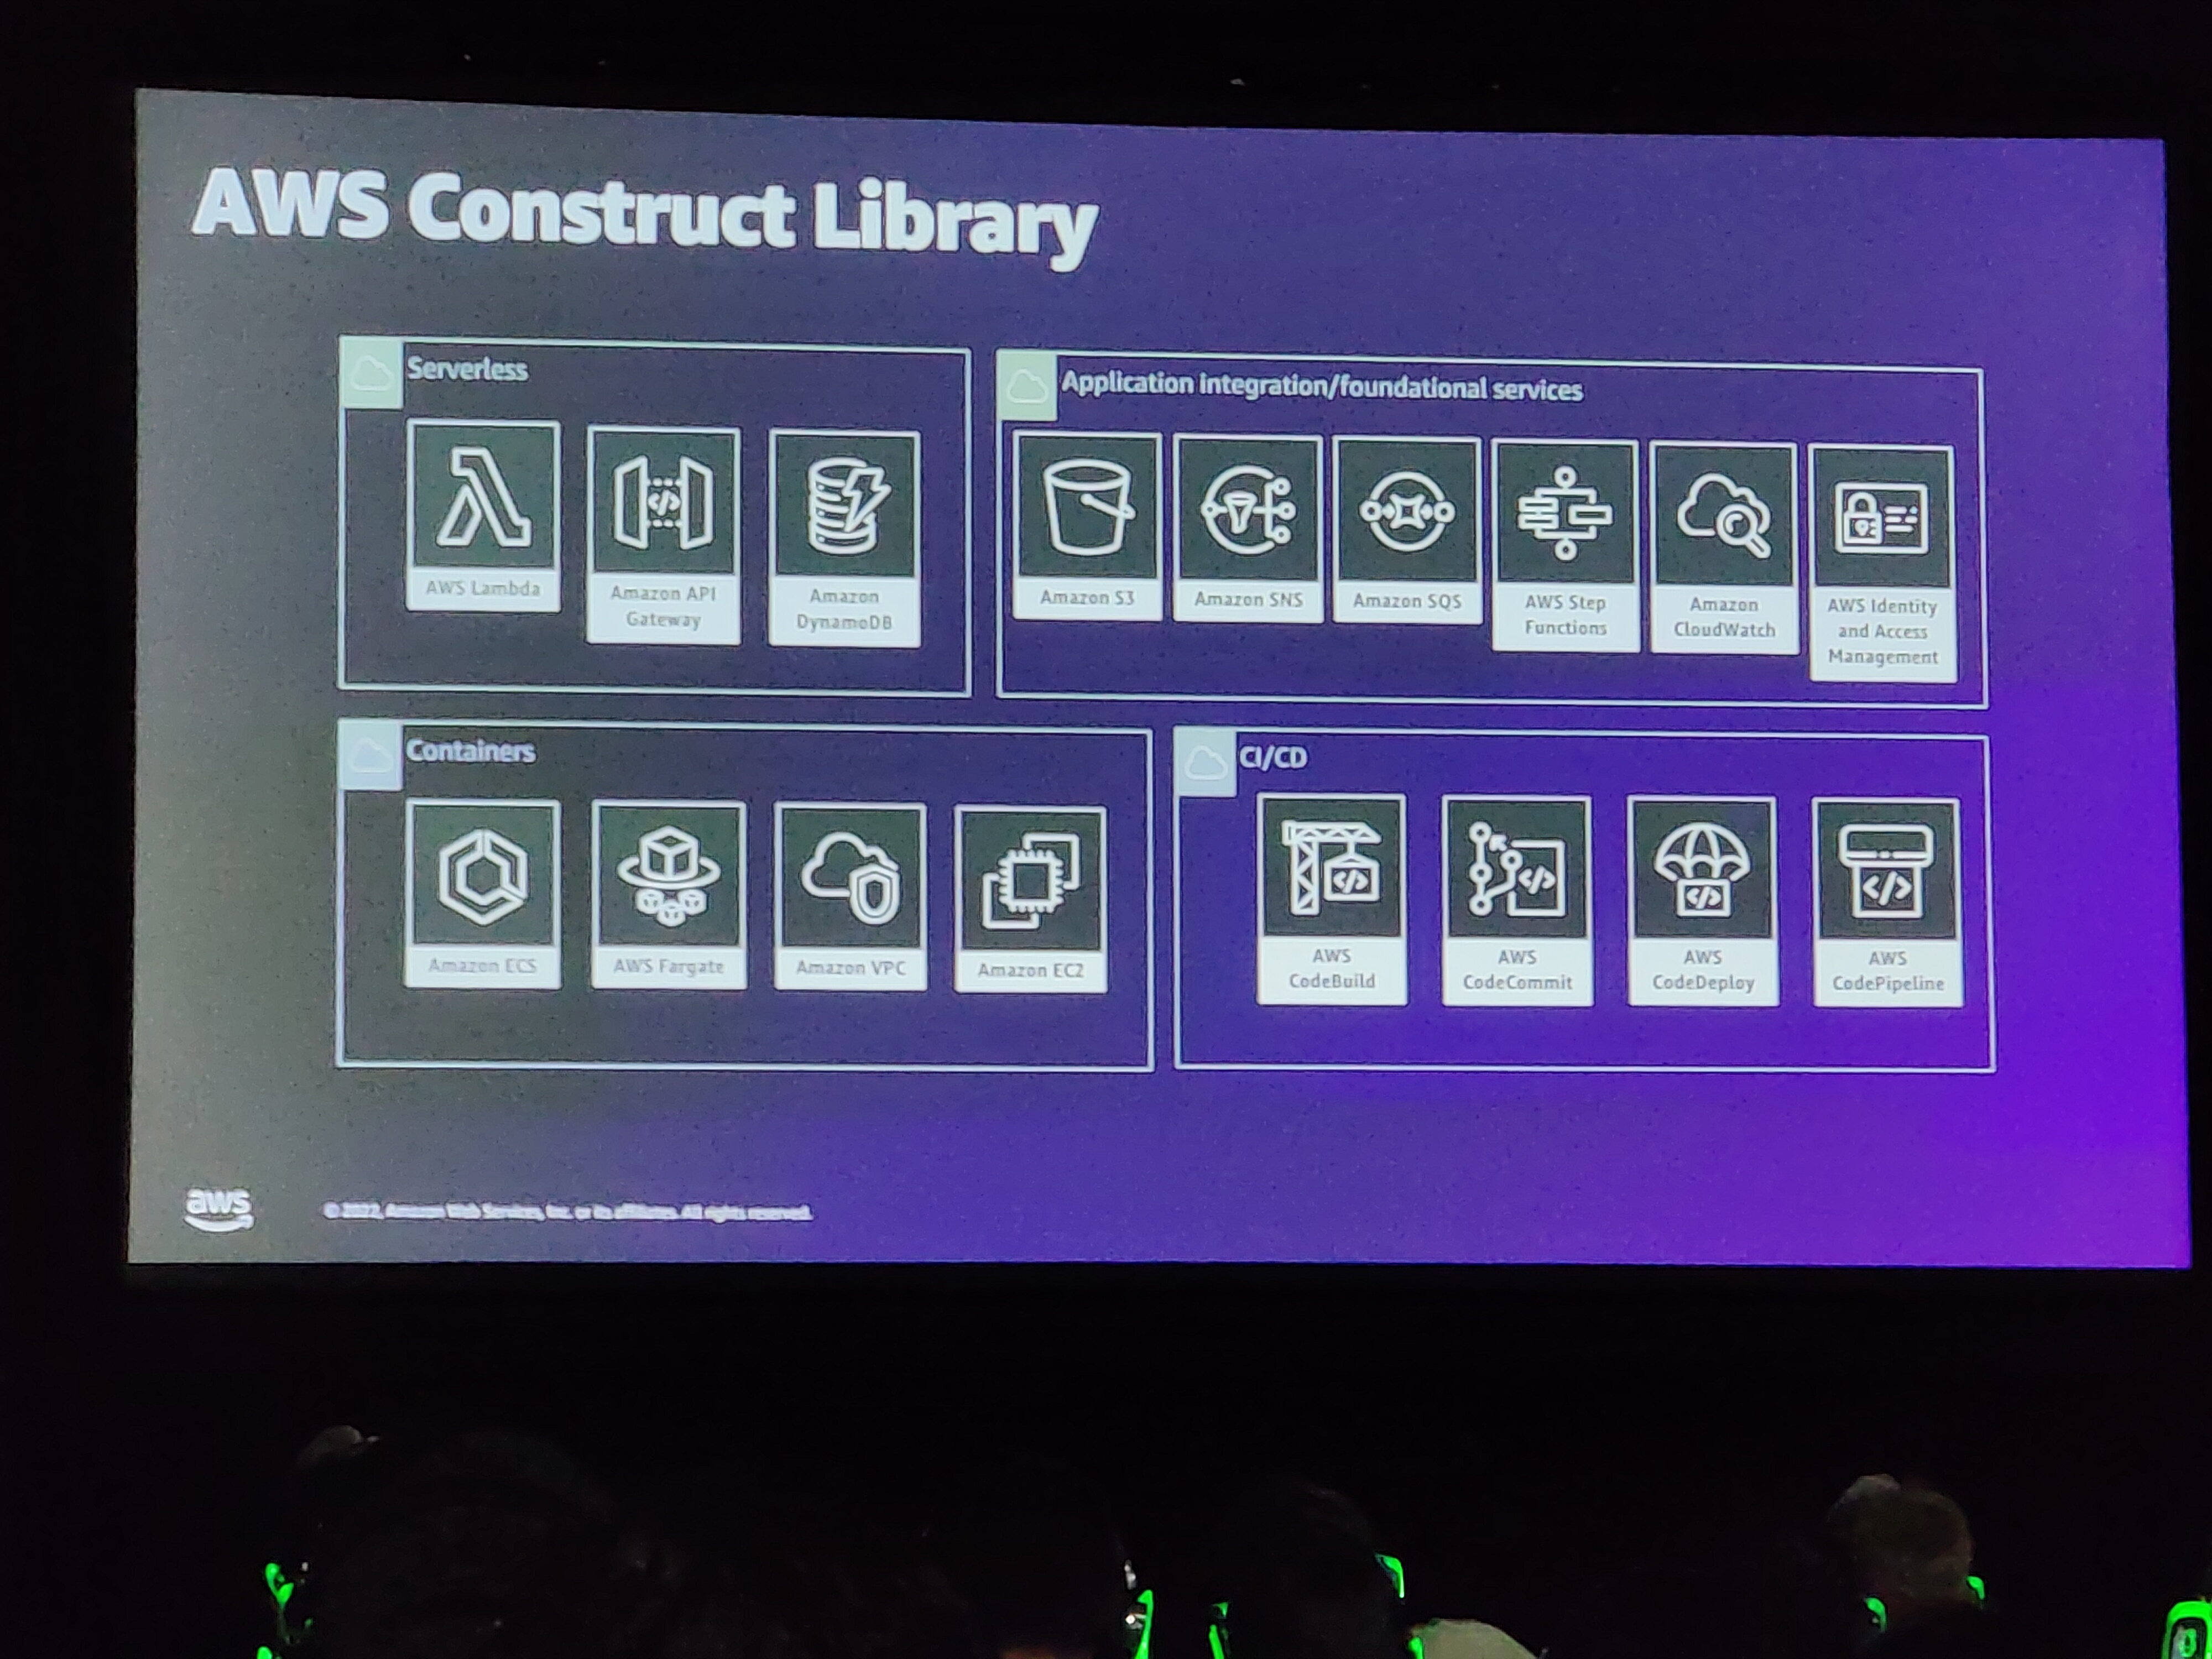 AWS Construct Library
Serverless
AWS Lambda
Amazon API
Gateway
Amazon
DynamoDB
Application integration/foundational services
Amazon S3
Amazon SNS
Amazon SQS
AWS Step
Functions
Amazon
CloudWatch
AWS Identity
and Access
Management
Containers
Amazon ECS
AWS Fargate
Amazon VPC
Amazon EC2
CI/CD
AWS
CodeBuild
AWS
CodeCommit
AWS
CodeDeploy
AWS
CodePipeline
aws
© 2022, Amazon Web Services, Inc. or its affiliates. All rights reserved.